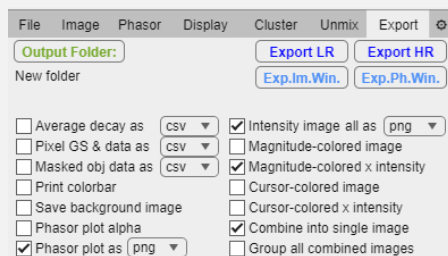 File Image Phasor Display Cluster Unmix Export
Output Folder: Export LR Export HR
New folder Exp.Im.Win. Exp.Ph.Win.
Average decay as csv Intensity image all as png
Pixel GS & data as csv Magnitude-colored image
Masked obj data as csv Magnitude-colored x intensity
Print colorbar Cursor-colored image
Save background image Cursor-colored x intensity
Phasor plot alpha Combine into single image
Phasor plot as png Group all combined images